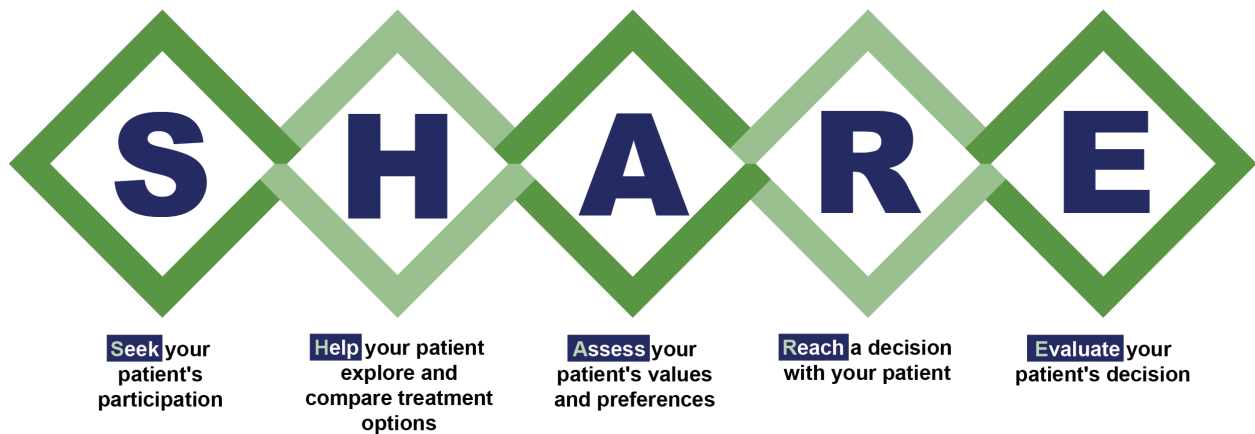 S H A R E
Seek your
patient's
participation
Help your patient
explore and
compare treatment
options
Assess your
patient's values
and preferences
Reach a decision
with your patient
Evaluate your
patient's decision